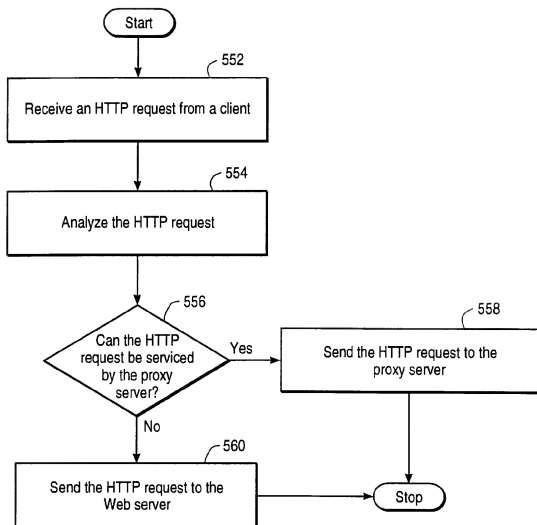 Start
552
Receive an HTTP request from a client
554
Analyze the HTTP request
556
Can the HTTP
request be serviced
by the proxy
server?
Yes
558
Send the HTTP request to the
proxy server
No
560
Send the HTTP request to the
Web server
Stop